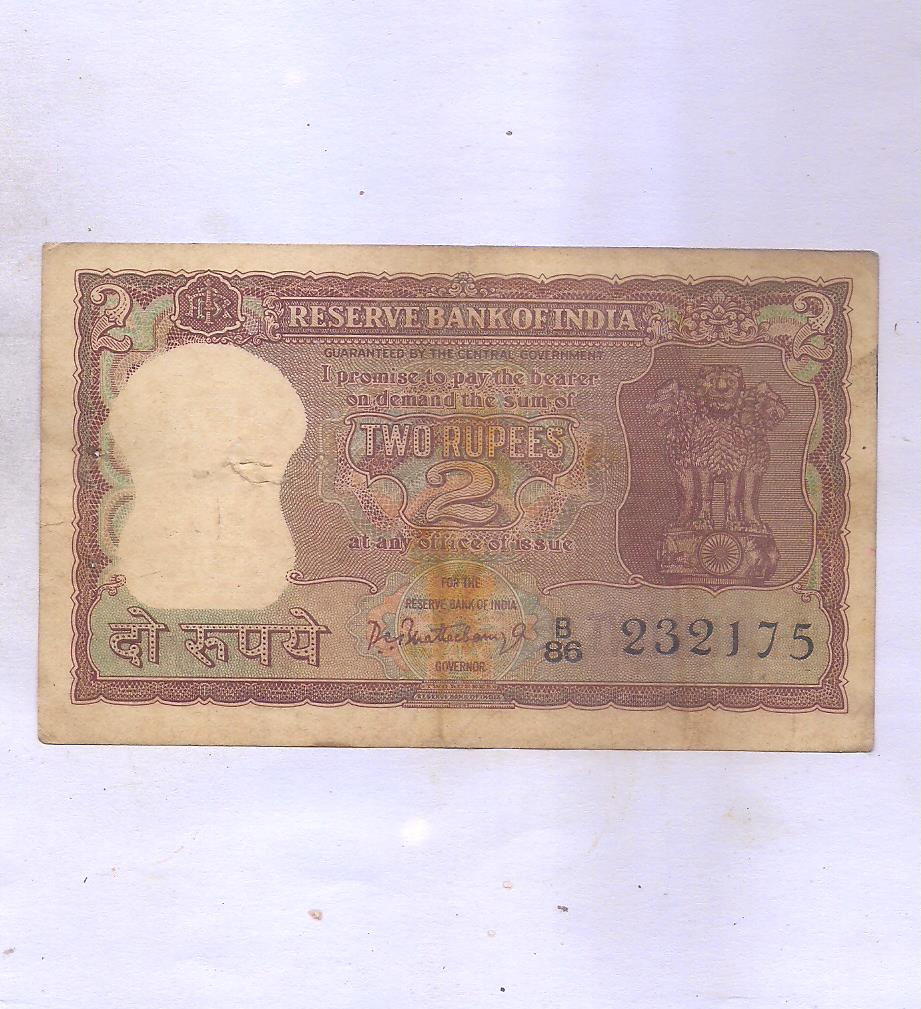 2 2
RESERVE BANK OF INDIA
GUARANTEED BY THE CENTRAL GOVERNMENT
I promise to pay the bearer
on demand the sum of
TWO RUPEES
2
at any office of issue
FOR THE
RESERVE BANK OF INDIA
GOVERNOR
दो रुपये
B
86 232175